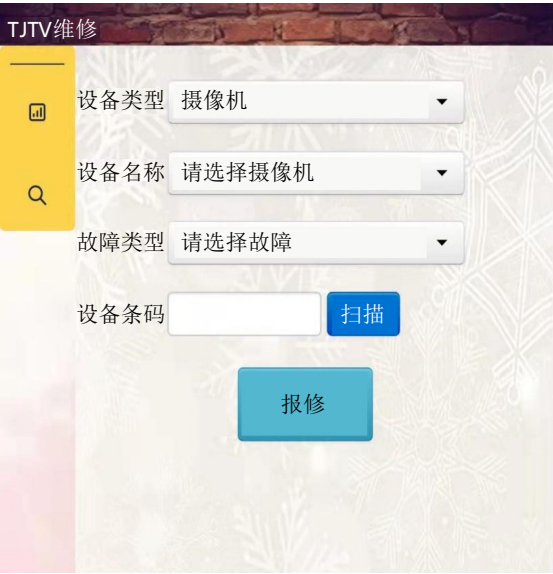 TJTV维修
设备类型 摄像机
设备名称 请选择摄像机
故障类型 请选择故障
设备条码 扫描
报修